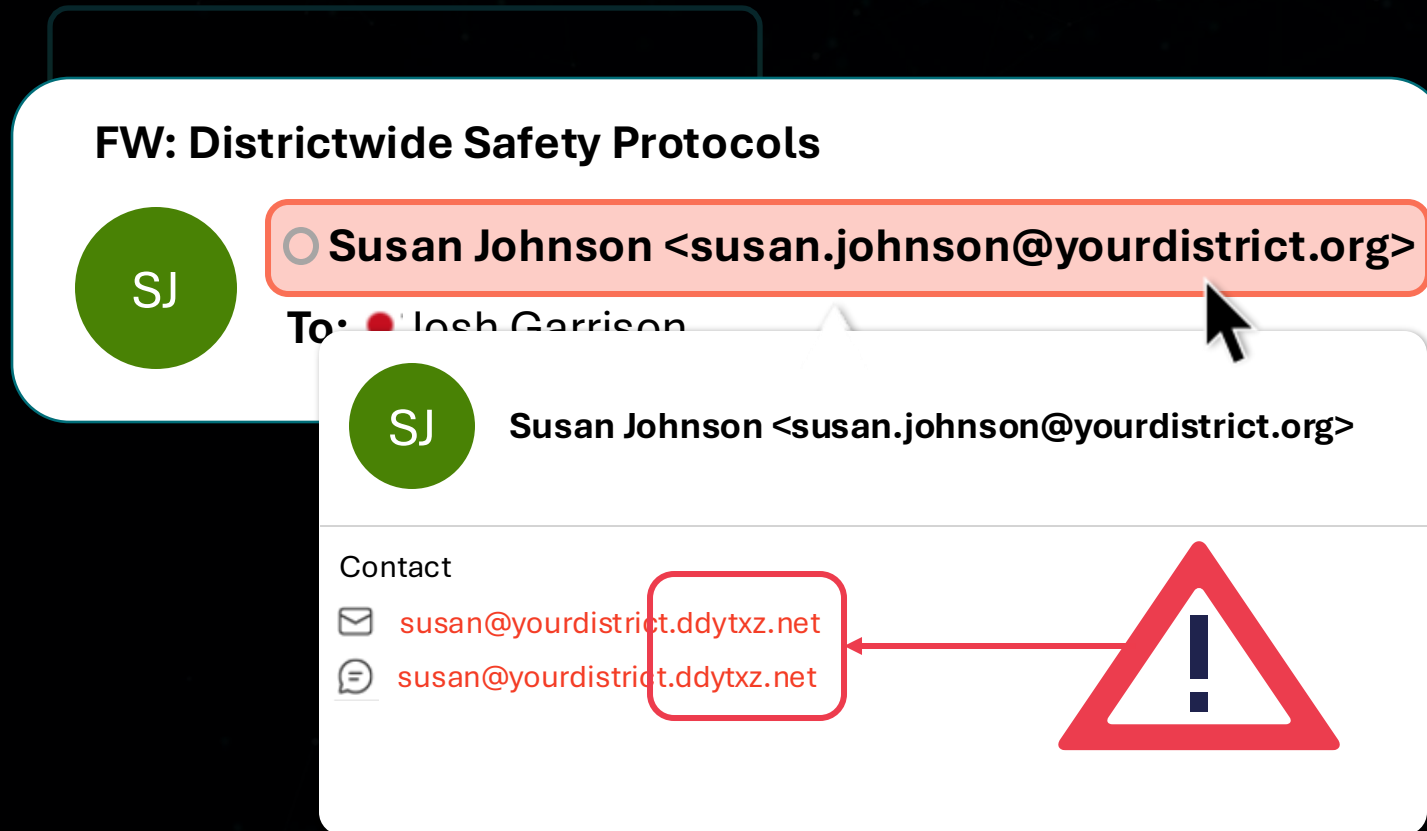 FW: Districtwide Safety Protocols
SJ
Susan Johnson <susan.johnson@yourdistrict.org>
To: Josh Garrison
SJ
Susan Johnson <susan.johnson@yourdistrict.org>
Contact
susan@yourdistrict.ddytxz.net
susan@yourdistrict.ddytxz.net
!